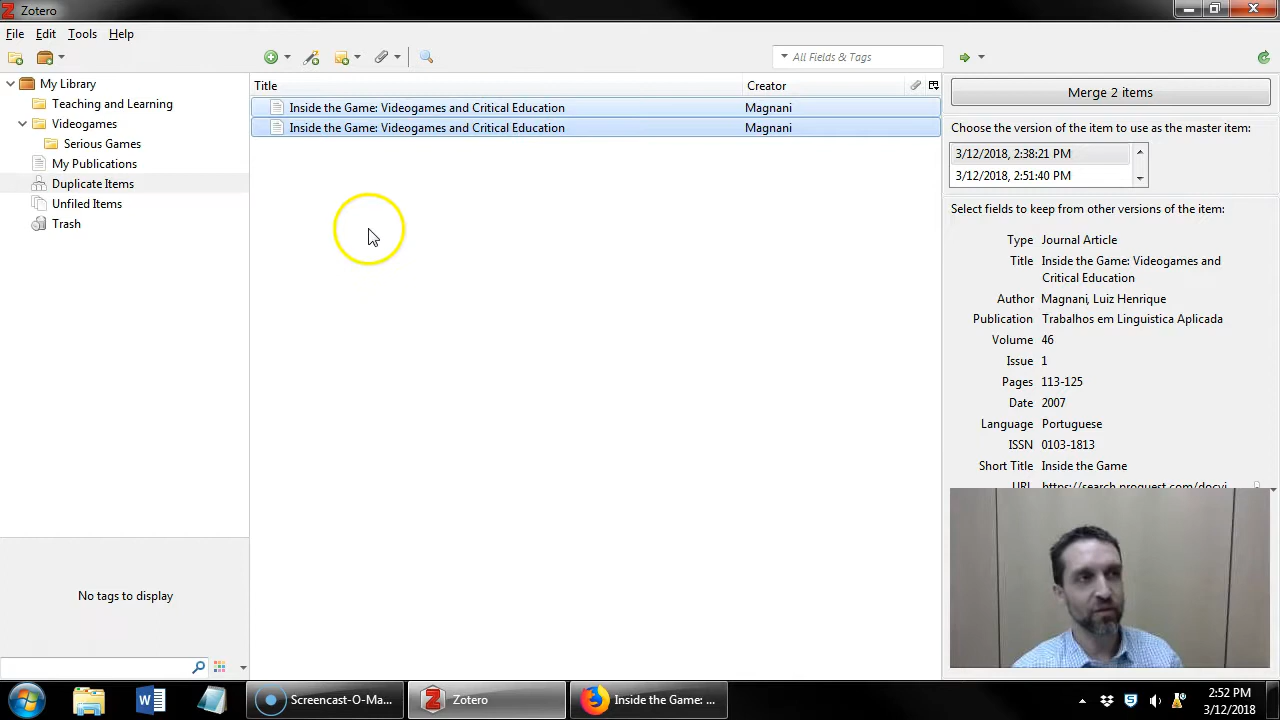 Zotero
File Edit Tools Help
All Fields & Tags
My Library
Teaching and Learning
Videogames
Serious Games
My Publications
Duplicate Items
Unfiled Items
Trash
No tags to display
Title Creator
Inside the Game: Videogames and Critical Education Magnani
Inside the Game: Videogames and Critical Education Magnani
Merge 2 items
Choose the version of the item to use as the master item:
3/12/2018, 2:38:21 PM
3/12/2018, 2:51:40 PM
Select fields to keep from other versions of the item:
Type Journal Article
Title Inside the Game: Videogames and
Critical Education
Author Magnani, Luiz Henrique
Publication Trabalhos em Linguistica Aplicada
Volume 46
Issue 1
Pages 113-125
Date 2007
Language Portuguese
ISSN 0103-1813
Short Title Inside the Game
URL https://search.proquest.com/docvi
Screencast-O-Ma...
Zotero
Inside the Game: ...
2:52 PM
3/12/2018